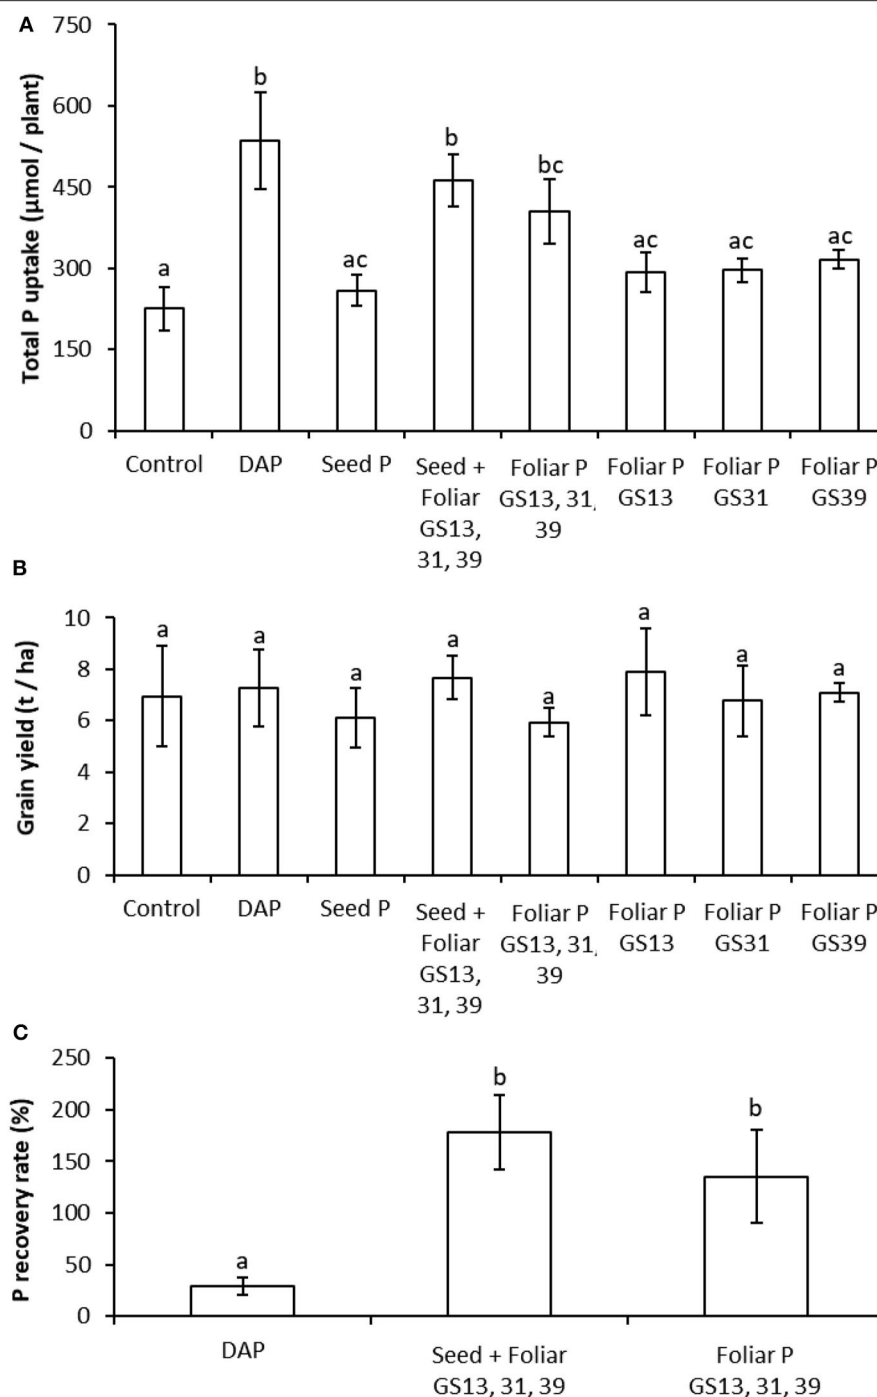 A
Total P uptake (µmol / plant)
750
600
450
300
150
0
a
b
ac
b
bc
ac
ac
ac
Control
DAP
Seed P
Seed +
Foliar
GS13,
31, 39
Foliar P
GS13, 31,
39
Foliar P
GS13
Foliar P
GS31
Foliar P
GS39
B
Grain yield (t / ha)
10
8
6
4
2
0
a
a
a
a
a
a
a
a
Control
DAP
Seed P
Seed +
Foliar
GS13,
31, 39
Foliar P
GS13, 31,
39
Foliar P
GS13
Foliar P
GS31
Foliar P
GS39
C
P recovery rate (%)
250
200
150
100
50
0
a
b
b
DAP
Seed + Foliar
GS13, 31, 39
Foliar P
GS13, 31, 39